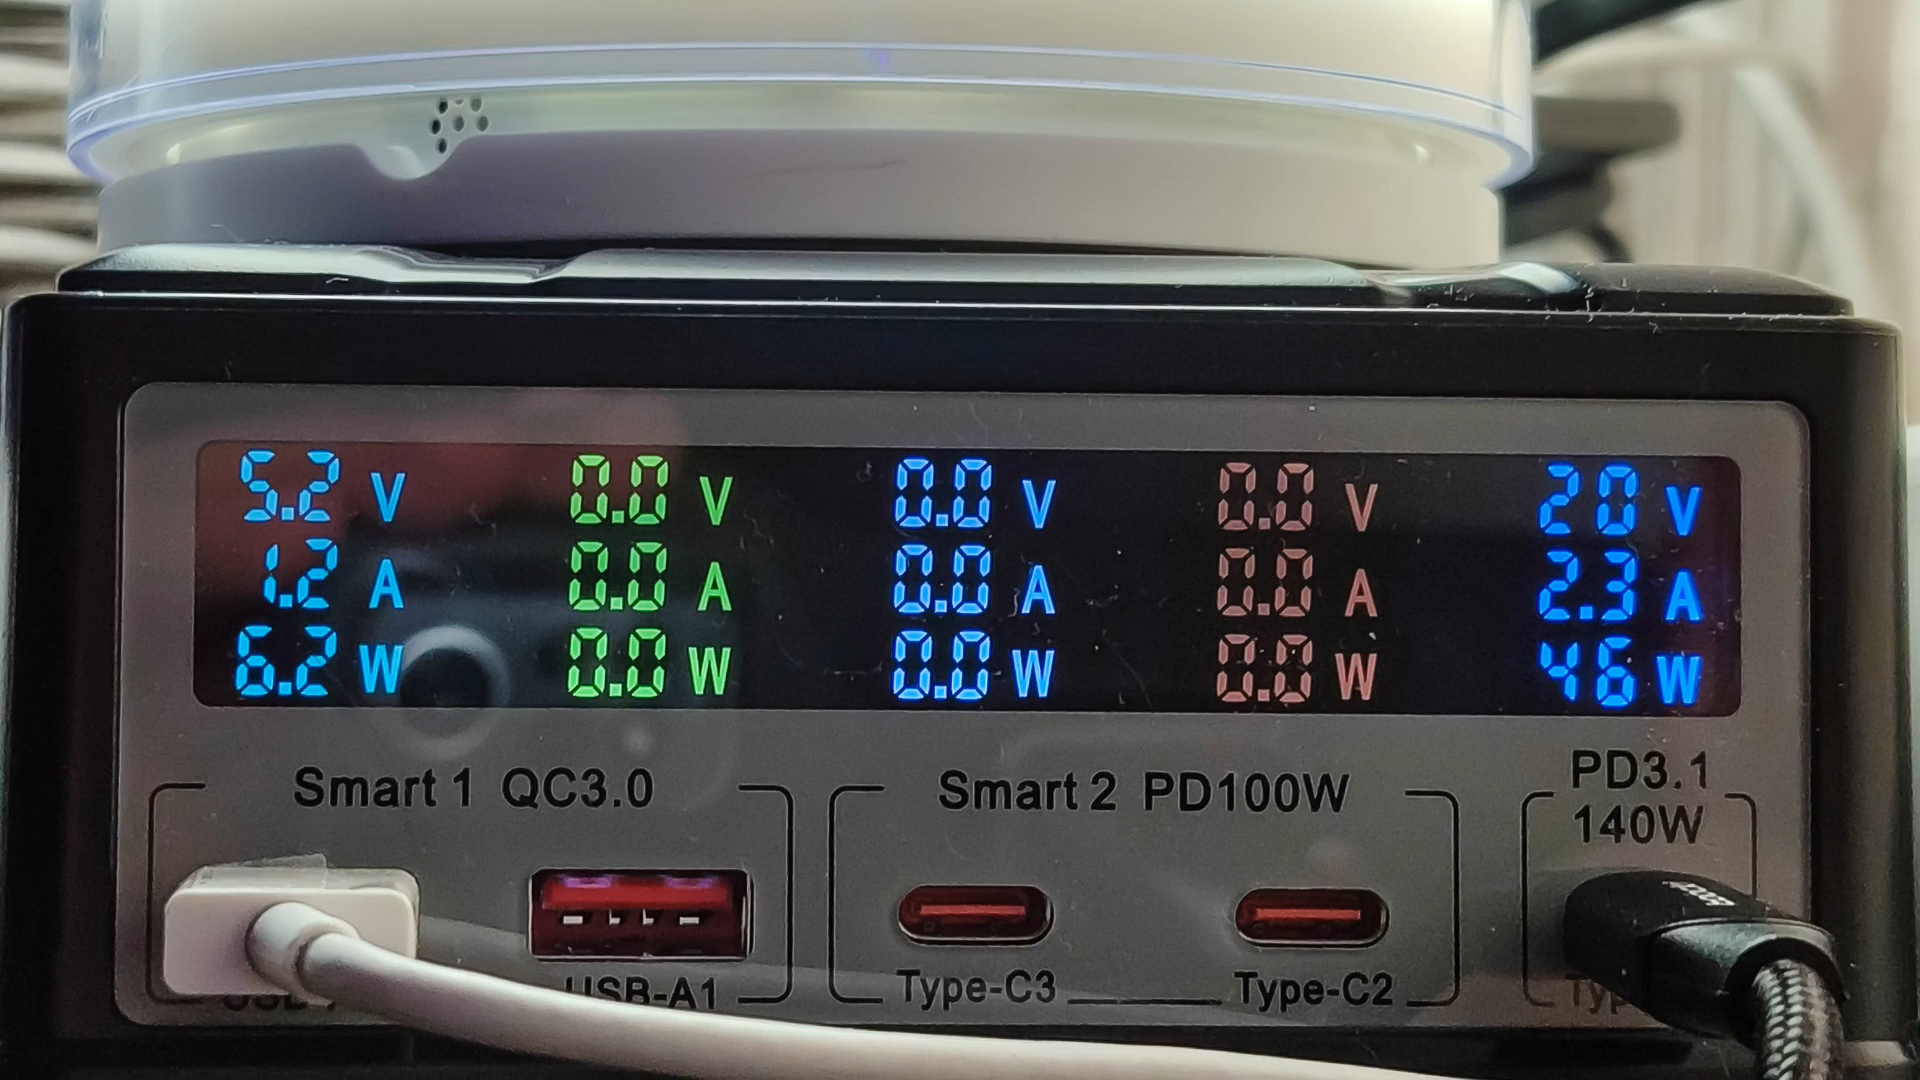 5.2 V 0.0 V 0.0 V 0.0 V 20 V
1.2 A 0.0 A 0.0 A 0.0 A 2.3 A
6.2 W 0.0 W 0.0 W 0.0 W 46 W
Smart 1 QC3.0 Smart 2 PD100W PD3.1
140W
USB-A1 Type-C3 Type-C2